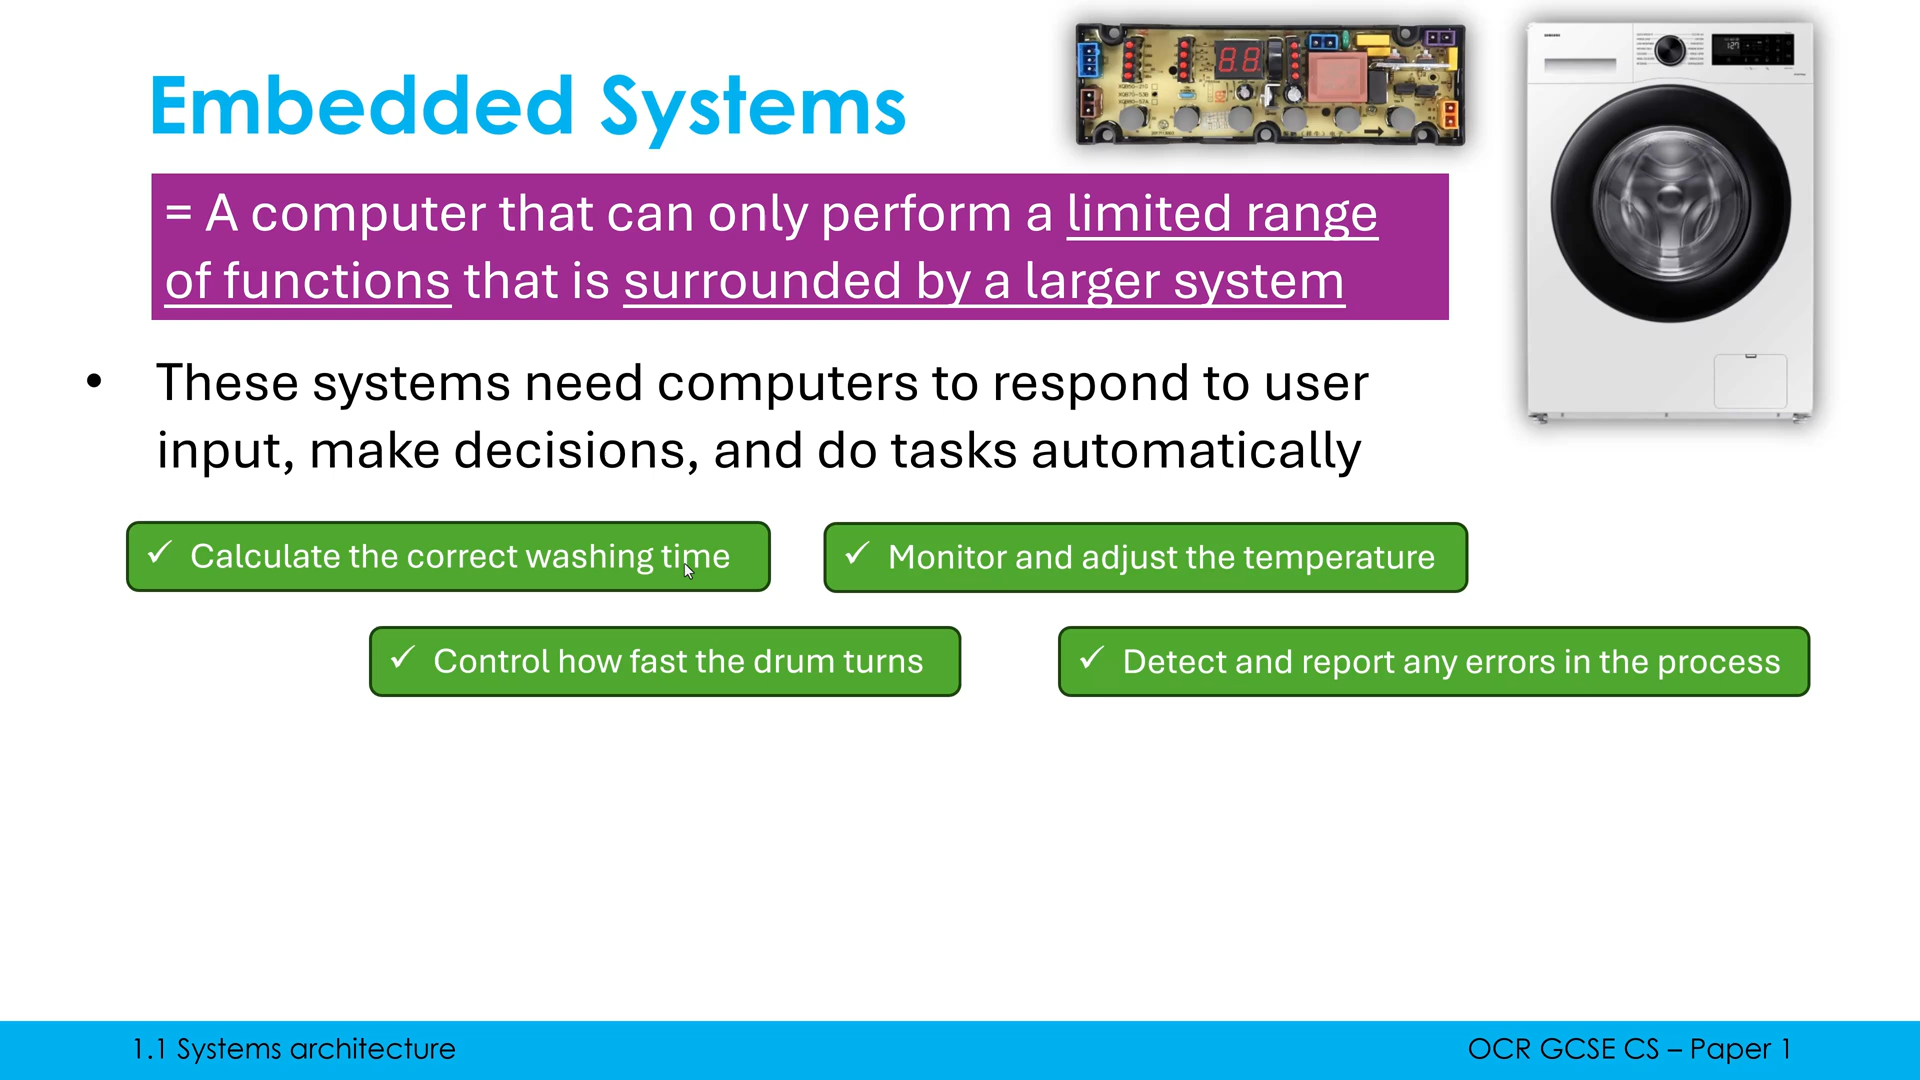 Embedded Systems
= A computer that can only perform a limited range
of functions that is surrounded by a larger system
• These systems need computers to respond to user
input, make decisions, and do tasks automatically
✓ Calculate the correct washing time
✓ Monitor and adjust the temperature
✓ Control how fast the drum turns
✓ Detect and report any errors in the process
1.1 Systems architecture
OCR GCSE CS – Paper 1
88
SAMSUNG